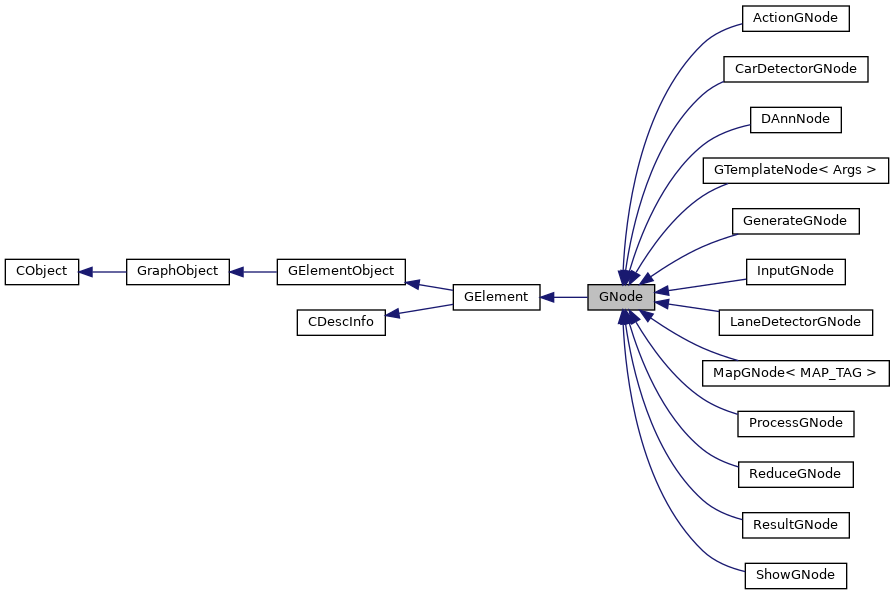 ActionGNode
CarDetectorGNode
DAnnNode
GTemplateNode< Args >
GenerateGNode
CObject
GraphObject
GElementObject
InputGNode
GElement
GNode
CDescInfo
LaneDetectorGNode
MapGNode< MAP_TAG >
ProcessGNode
ReduceGNode
ResultGNode
ShowGNode